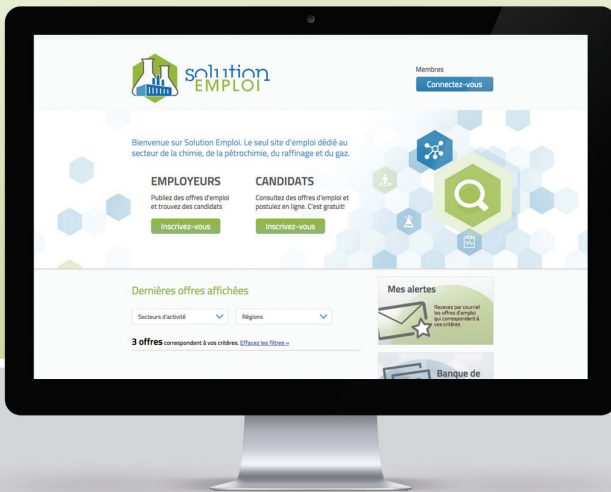 solution
EMPLOI
Membres
Connectez-vous
Bienvenue sur Solution Emploi. Le seul site d'emploi dédié au
secteur de la chimie, de la pétrochimie, du raffinage et du gaz.
EMPLOYEURS
Publiez des offres d'emploi
et trouvez des candidats
Inscrivez-vous
CANDIDATS
Consultez des offres d'emploi et
postulez en ligne. C'est gratuit!
Inscrivez-vous
Dernières offres affichées
Secteurs d'activité
Régions
3 offres correspondent à vos critères. Effacez les filtres »
Mes alertes
Recevez par courriel
les offres d'emploi
qui correspondent à
vos critères
Banque de